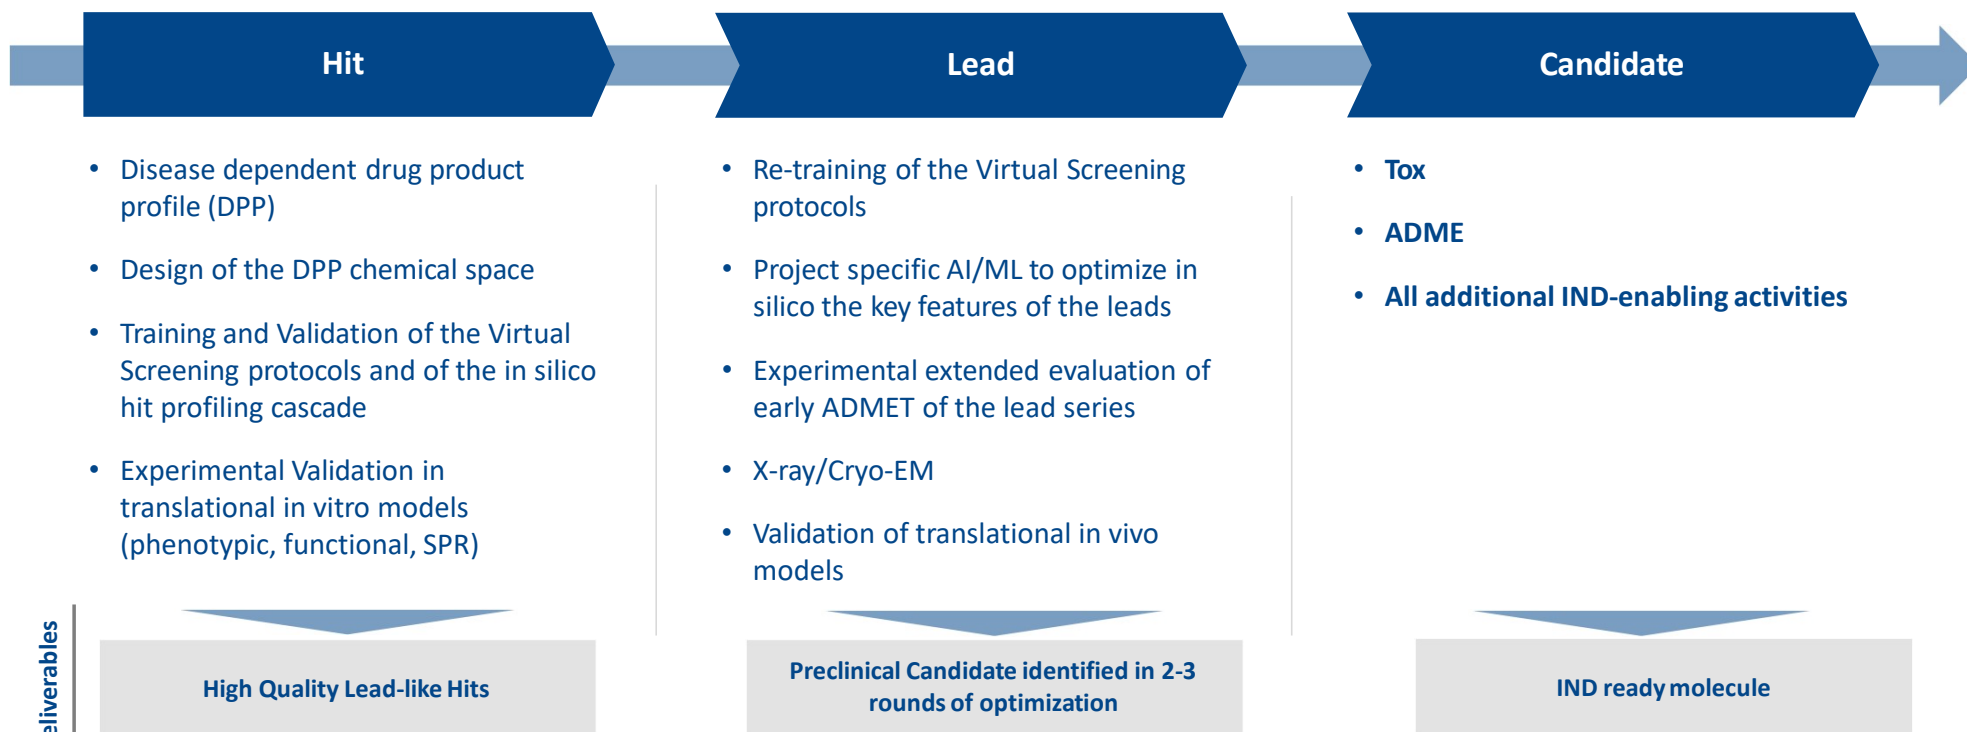 Hit
Lead
Candidate
• Disease dependent drug product
profile (DPP)
• Design of the DPP chemical space
• Training and Validation of the Virtual
Screening protocols and of the in silico
hit profiling cascade
• Experimental Validation in
translational in vitro models
(phenotypic, functional, SPR)
• Re-training of the Virtual Screening
protocols
• Project specific AI/ML to optimize in
silico the key features of the leads
• Experimental extended evaluation of
early ADMET of the lead series
• X-ray/Cryo-EM
• Validation of translational in vivo
models
• Tox
• ADME
• All additional IND-enabling activities
eliverables
High Quality Lead-like Hits
Preclinical Candidate identified in 2-3
rounds of optimization
IND ready molecule